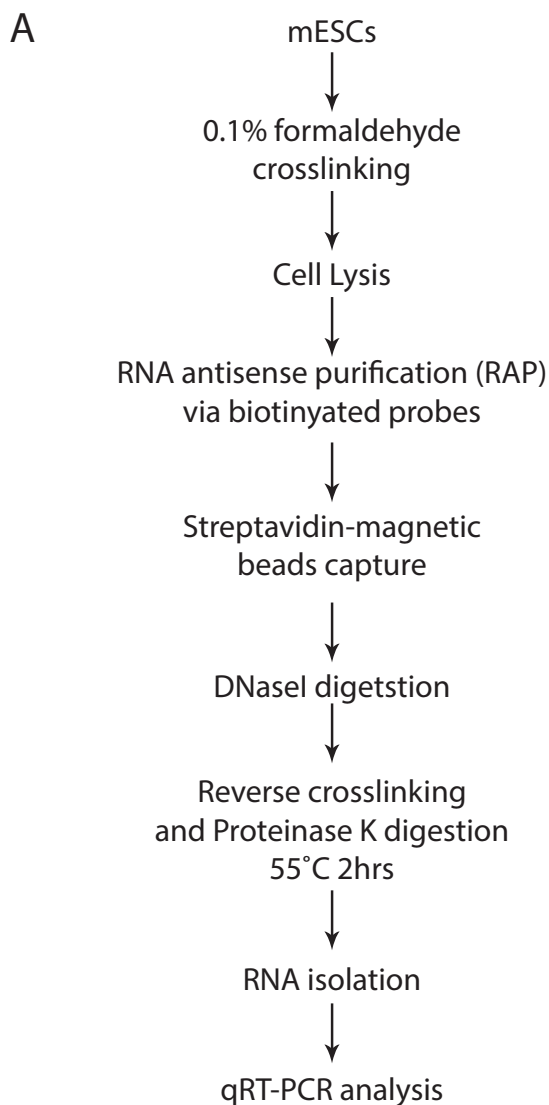 A
mESCs
0.1% formaldehyde
crosslinking
Cell Lysis
RNA antisense purification (RAP)
via biotinyated probes
Streptavidin-magnetic
beads capture
DNaseI digetstion
Reverse crosslinking
and Proteinase K digestion
55˚C 2hrs
RNA isolation
qRT-PCR analysis